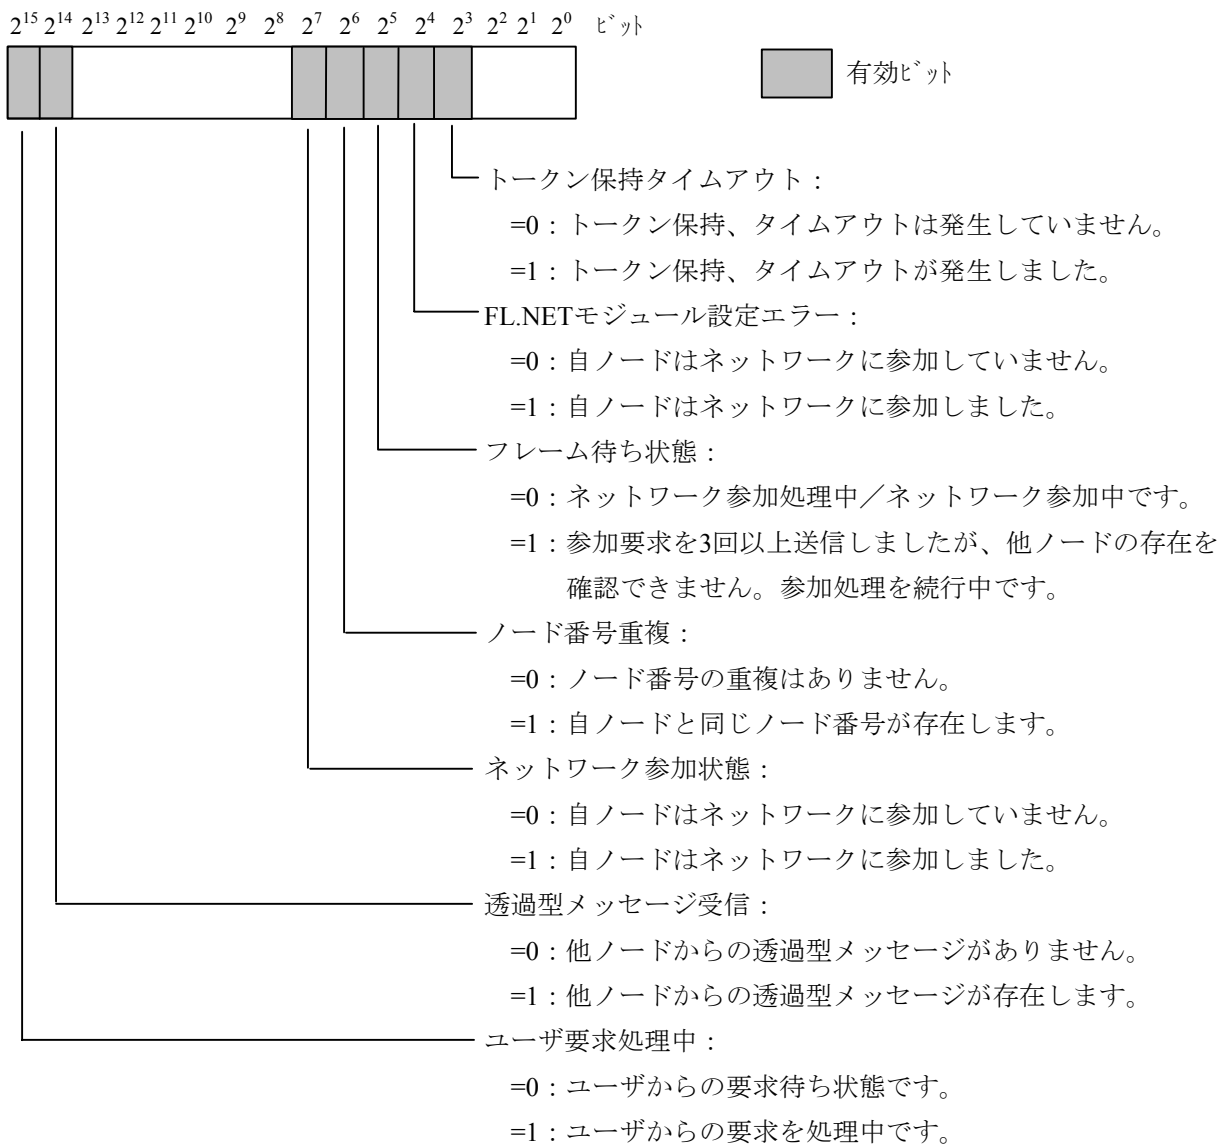 2¹⁵ 2¹⁴ 2¹³ 2¹² 2¹¹ 2¹⁰ 2⁹ 2⁸ 2⁷ 2⁶ 2⁵ 2⁴ 2³ 2² 2¹ 2⁰ ﾋﾞｯﾄ
有効ﾋﾞｯﾄ
トークン保持タイムアウト：
=0：トークン保持、タイムアウトは発生していません。
=1：トークン保持、タイムアウトが発生しました。
FL.NETモジュール設定エラー：
=0：自ノードはネットワークに参加していません。
=1：自ノードはネットワークに参加しました。
フレーム待ち状態：
=0：ネットワーク参加処理中／ネットワーク参加中です。
=1：参加要求を3回以上送信しましたが、他ノードの存在を
確認できません。参加処理を続行中です。
ノード番号重複：
=0：ノード番号の重複はありません。
=1：自ノードと同じノード番号が存在します。
ネットワーク参加状態：
=0：自ノードはネットワークに参加していません。
=1：自ノードはネットワークに参加しました。
透過型メッセージ受信：
=0：他ノードからの透過型メッセージがありません。
=1：他ノードからの透過型メッセージが存在します。
ユーザ要求処理中：
=0：ユーザからの要求待ち状態です。
=1：ユーザからの要求を処理中です。